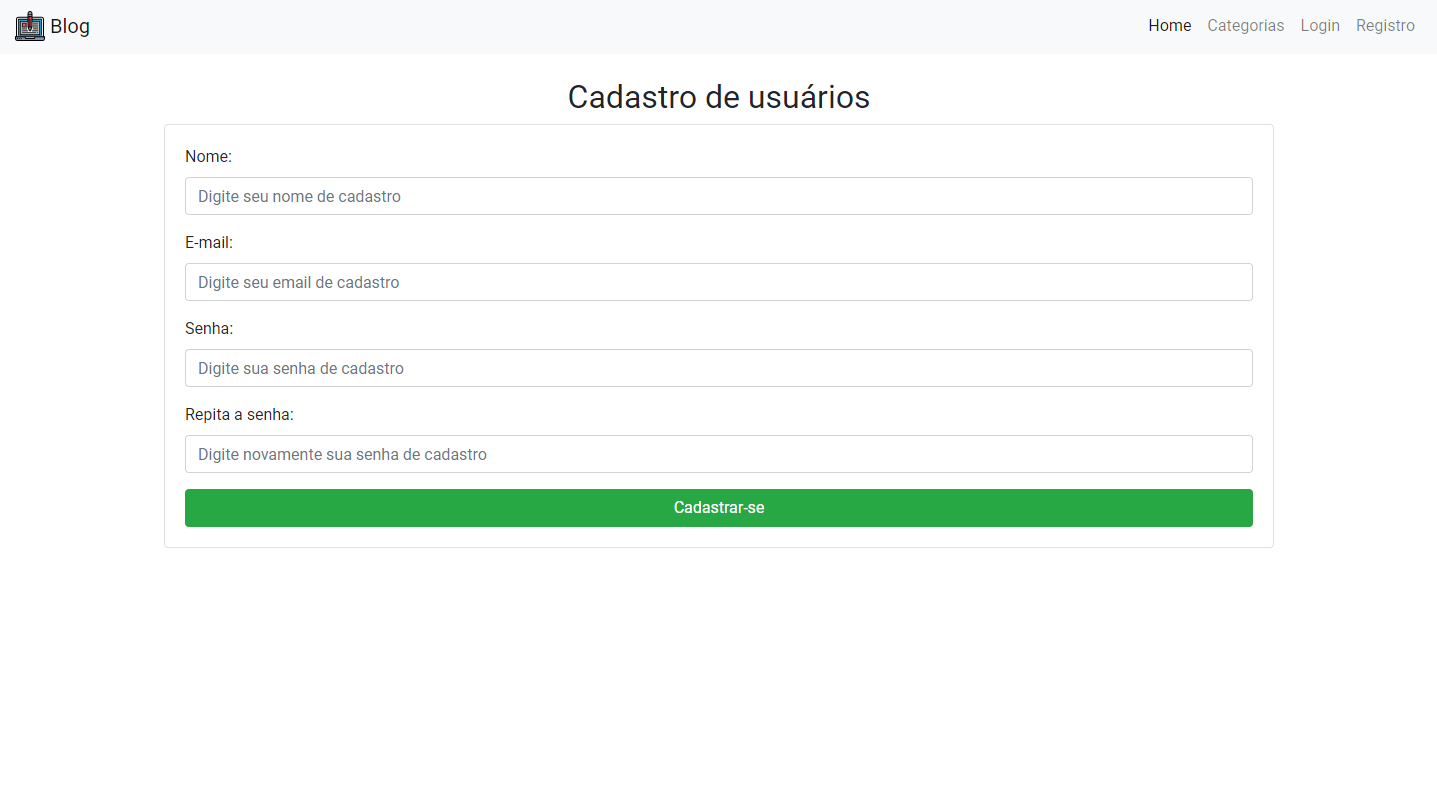 Blog
Home Categorias Login Registro
Cadastro de usuários
Nome:
Digite seu nome de cadastro
E-mail:
Digite seu email de cadastro
Senha:
Digite sua senha de cadastro
Repita a senha:
Digite novamente sua senha de cadastro
Cadastrar-se